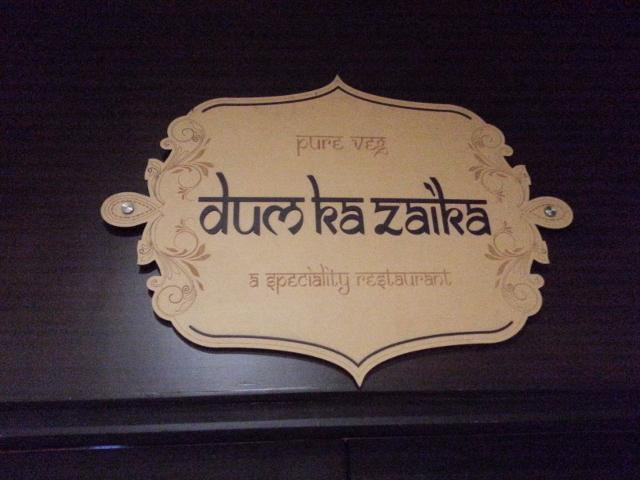 pure veg
dum ka zaika
a speciality restaurant